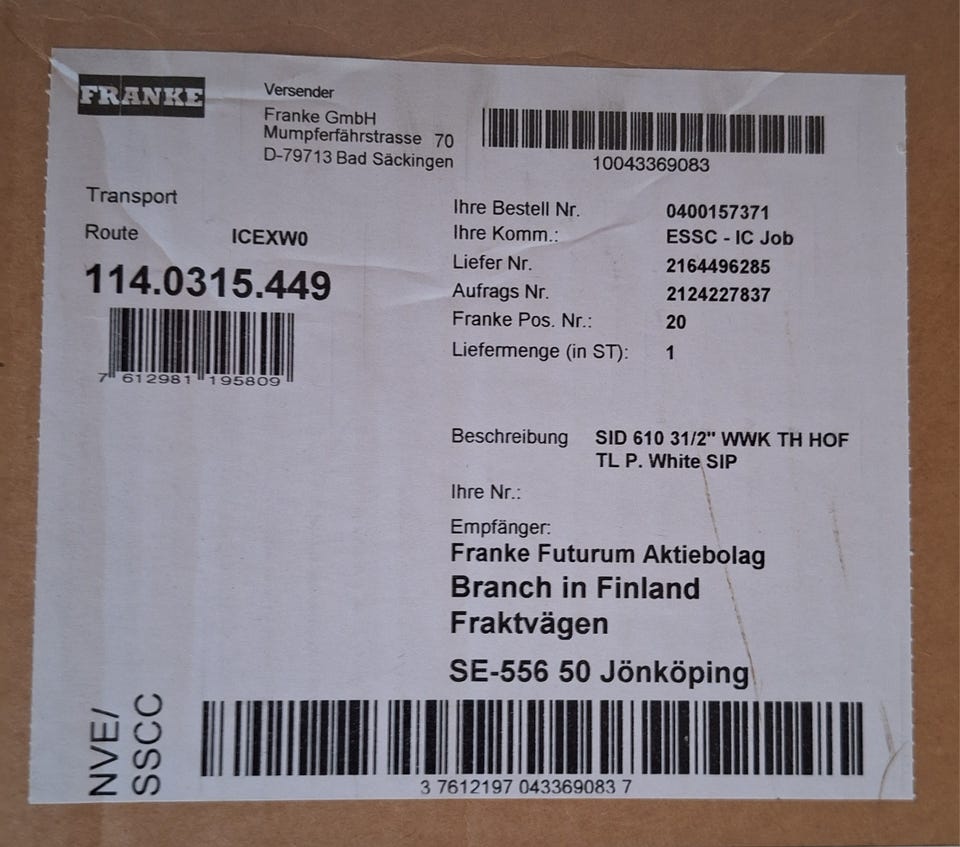 FRANKE
Versender
Franke GmbH
Mumpferfährstrasse 70
D-79713 Bad Säckingen
10043369083
Transport
Route ICEXW0
114.0315.449
7 612981 195809
Ihre Bestell Nr. 0400157371
Ihre Komm.: ESSC - IC Job
Liefer Nr. 2164496285
Aufrags Nr. 2124227837
Franke Pos. Nr.: 20
Liefermenge (in ST): 1
Beschreibung SID 610 31/2" WWK TH HOF
TL P. White SIP
Ihre Nr.:
Empfänger:
Franke Futurum Aktiebolag
Branch in Finland
Fraktvägen
SE-556 50 Jönköping
NVE/
SSCC
3 7612197 043369083 7